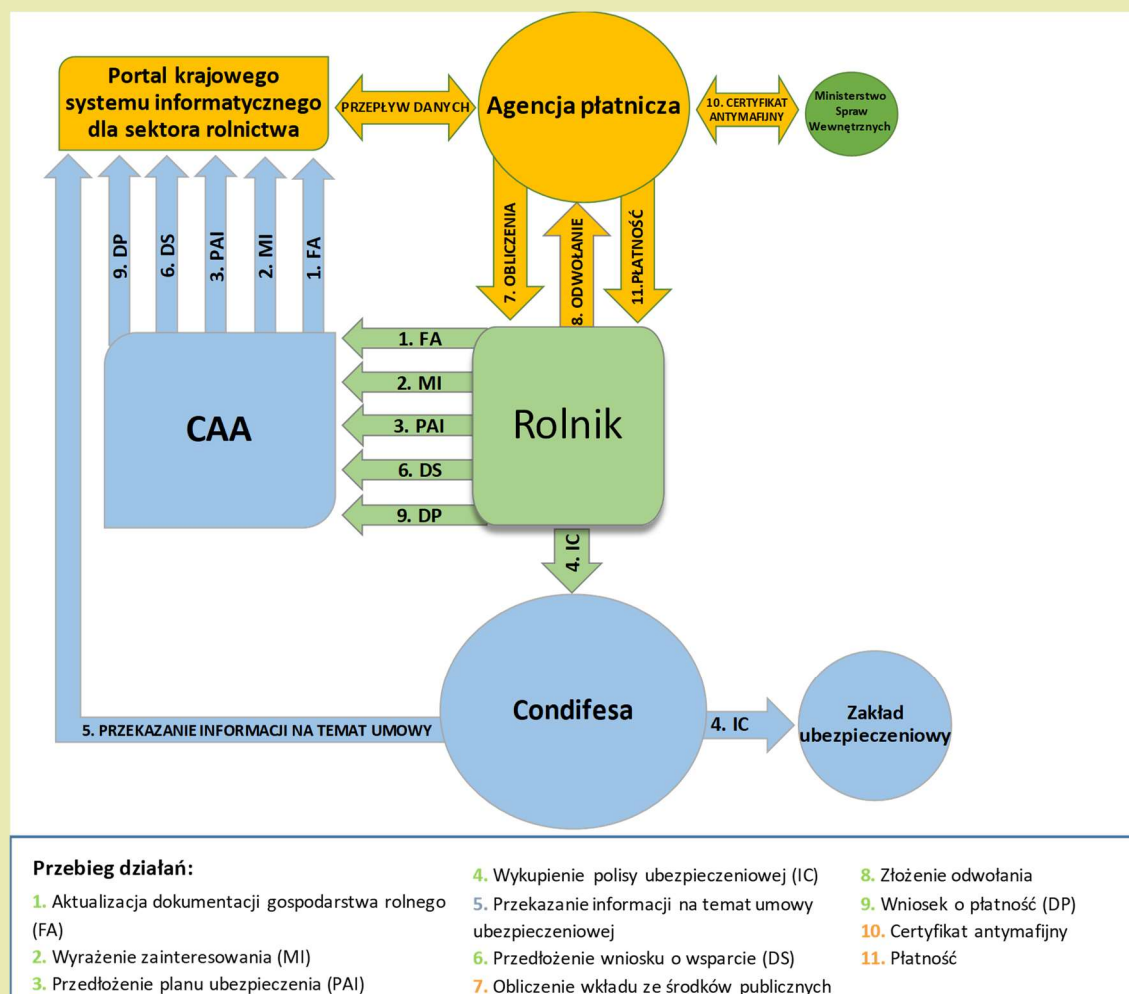 Portal krajowego
systemu informatycznego
dla sektora rolnictwa
PRZEPŁYW DANYCH
Agencja płatnicza
10. CERTYFIKAT
ANTYMAFIJNY
Ministerstwo
Spraw
Wewnętrznych
9. DP
6. DS
3. PAI
2. MI
1. FA
7. OBLICZENIA
8. ODWOŁANIE
11.PŁATNOŚĆ
CAA
1. FA
2. MI
3. PAI
6. DS
9. DP
Rolnik
4. IC
Condifesa
4. IC
Zakład
ubezpieczeniowy
5. PRZEKAZANIE INFORMACJI NA TEMAT UMOWY
Przebieg działań:
1. Aktualizacja dokumentacji gospodarstwa rolnego
(FA)
2. Wyrażenie zainteresowania (MI)
3. Przedłożenie planu ubezpieczenia (PAI)
4. Wykupienie polisy ubezpieczeniowej (IC)
5. Przekazanie informacji na temat umowy
ubezpieczeniowej
6. Przedłożenie wniosku o wsparcie (DS)
7. Obliczenie wkładu ze środków publicznych
8. Złożenie odwołania
9. Wniosek o płatność (DP)
10. Certyfikat antymafijny
11. Płatność